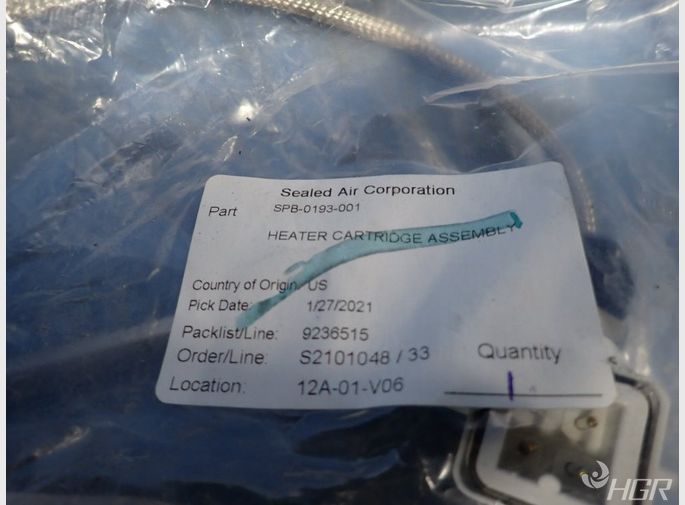 Sealed Air Corporation
Part SPB-0193-001
HEATER CARTRIDGE ASSEMBLY
Country of Origin: US
Pick Date: 1/27/2021
Packlist/Line: 9236515
Order/Line: S2101048 / 33 Quantity
Location: 12A-01-V06 1
HGR